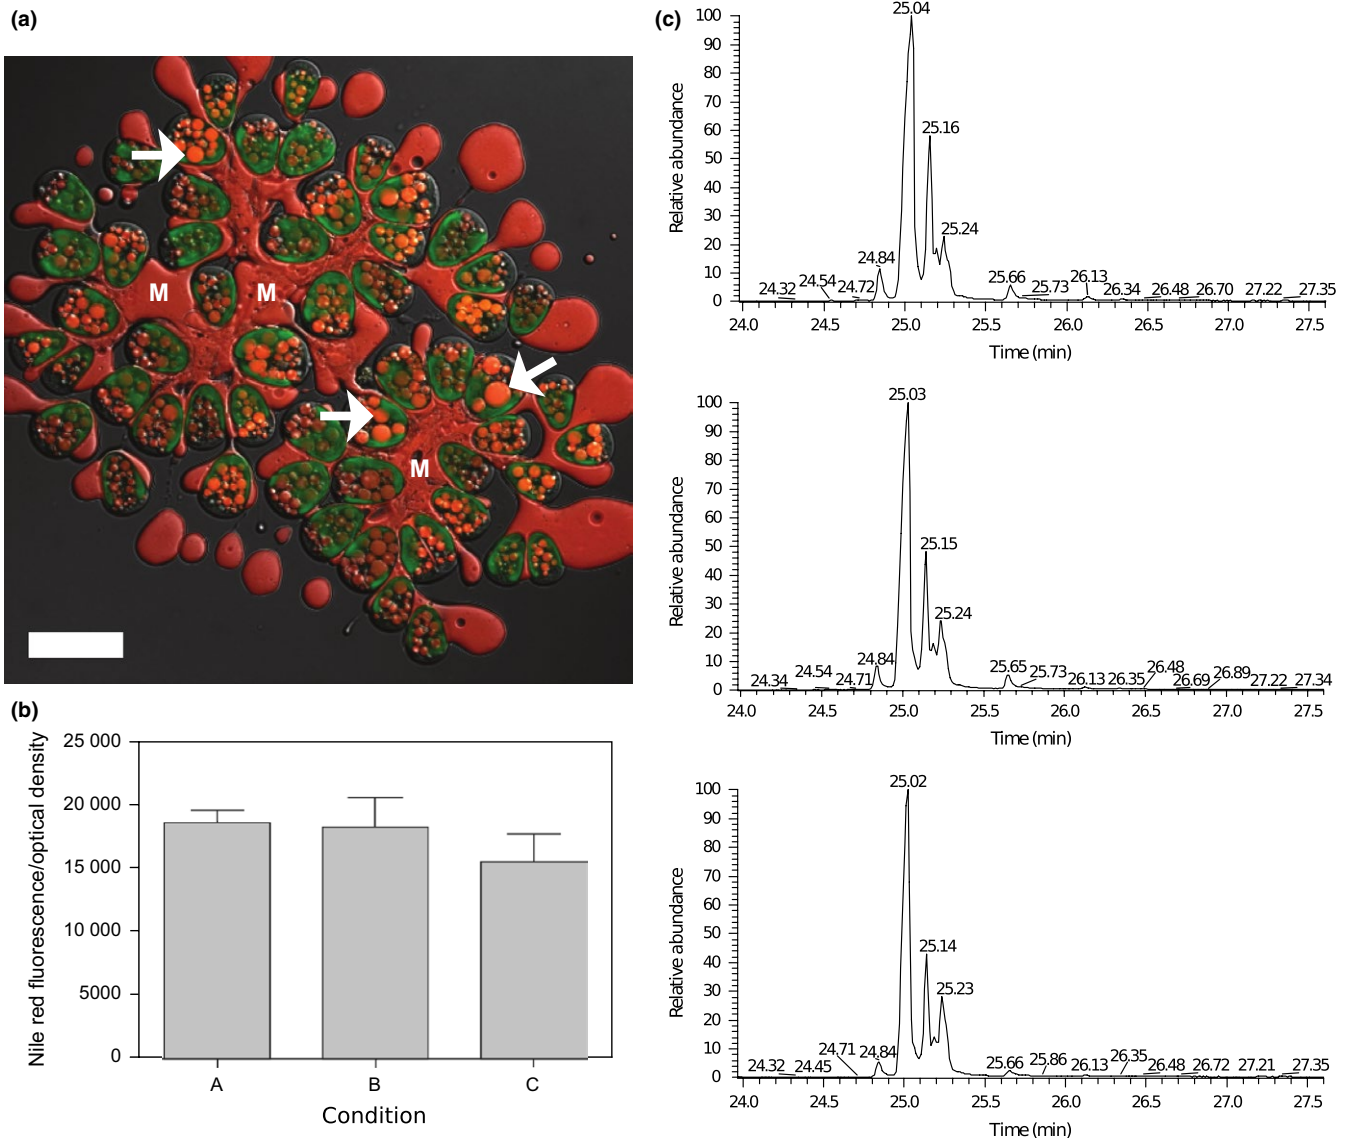 (a)
M
M
M
(b)
Nile red fluorescence/optical density
25 000
20 000
15 000
10 000
5000
0
A B C
Condition
(c)
Relative abundance
100
90
80
70
60
50
40
30
20
10
0
25.04
25.16
25.24
24.84
24.32 24.54 24.72 25.66 25.73 26.13 26.34 26.48 26.70 27.22 27.35
24.0 24.5 25.0 25.5 26.0 26.5 27.0 27.5
Time (min)
Relative abundance
100
90
80
70
60
50
40
30
20
10
0
25.03
25.15
25.24
24.84
24.34 24.54 24.71 25.65 25.73 26.13 26.35 26.48 26.69 26.89 27.22 27.34
24.0 24.5 25.0 25.5 26.0 26.5 27.0 27.5
Time (min)
Relative abundance
100
90
80
70
60
50
40
30
20
10
0
25.02
25.14
25.23
24.71 24.84
24.32 24.45 25.66 25.86 26.13 26.35 26.48 26.72 27.21 27.35
24.0 24.5 25.0 25.5 26.0 26.5 27.0 27.5
Time (min)